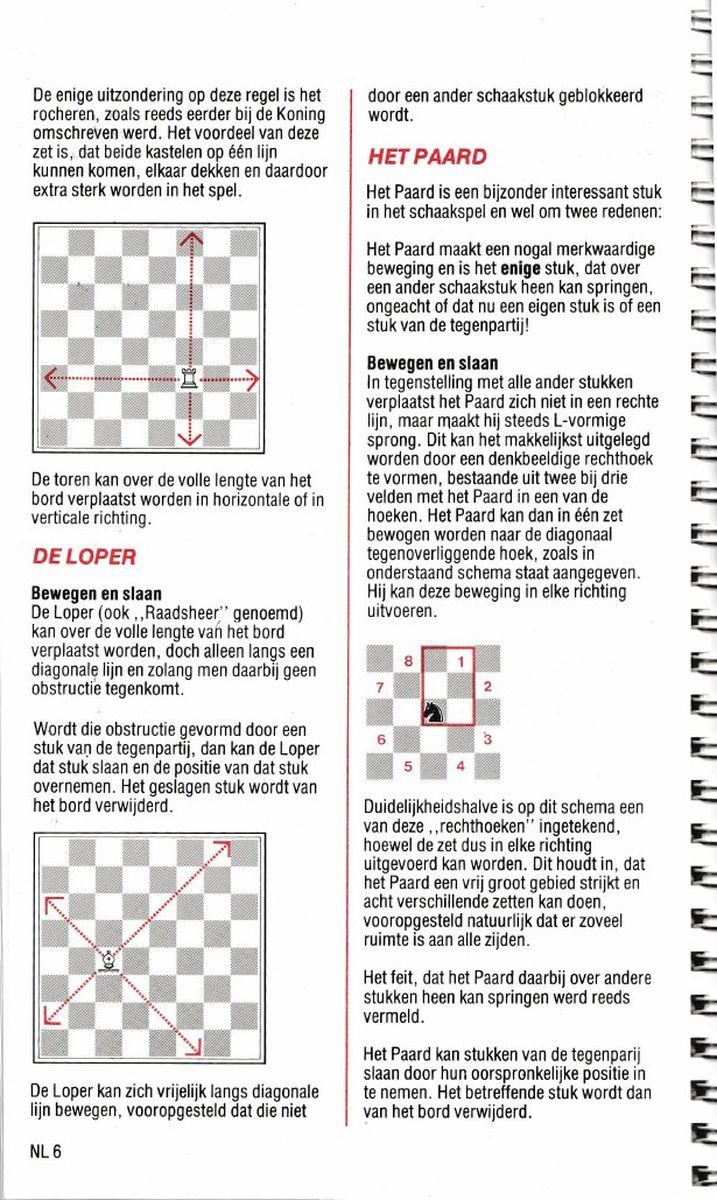 De enige uitzondering op deze regel is het
rocheren, zoals reeds eerder bij de Koning
omschreven werd. Het voordeel van deze
zet is, dat beide kastelen op één lijn
kunnen komen, elkaar dekken en daardoor
extra sterk worden in het spel.
De toren kan over de volle lengte van het
bord verplaatst worden in horizontale of in
verticale richting.
DE LOPER
Bewegen en slaan
De Loper (ook ,,Raadsheer'' genoemd)
kan over de volle lengte van het bord
verplaatst worden, doch alleen langs een
diagonale lijn en zolang men daarbij geen
obstructie tegenkomt.
Wordt die obstructie gevormd door een
stuk van de tegenpartij, dan kan de Loper
dat stuk slaan en de positie van dat stuk
overnemen. Het geslagen stuk wordt van
het bord verwijderd.
De Loper kan zich vrijelijk langs diagonale
lijn bewegen, vooropgesteld dat die niet
NL 6
door een ander schaakstuk geblokkeerd
wordt.
HET PAARD
Het Paard is een bijzonder interessant stuk
in het schaakspel en wel om twee redenen:
Het Paard maakt een nogal merkwaardige
beweging en is het enige stuk, dat over
een ander schaakstuk heen kan springen,
ongeacht of dat nu een eigen stuk is of een
stuk van de tegenpartij!
Bewegen en slaan
In tegenstelling met alle ander stukken
verplaatst het Paard zich niet in een rechte
lijn, maar maakt hij steeds L-vormige
sprong. Dit kan het makkelijkst uitgelegd
worden door een denkbeeldige rechthoek
te vormen, bestaande uit twee bij drie
velden met het Paard in een van de
hoeken. Het Paard kan dan in één zet
bewogen worden naar de diagonaal
tegenoverliggende hoek, zoals in
onderstaand schema staat aangegeven.
Hij kan deze beweging in elke richting
uitvoeren.
8 1
7 2
6 3
5 4
Duidelijkheidshalve is op dit schema een
van deze ,,rechthoeken'' ingetekend,
hoewel de zet dus in elke richting
uitgevoerd kan worden. Dit houdt in, dat
het Paard een vrij groot gebied strijkt en
acht verschillende zetten kan doen,
vooropgesteld natuurlijk dat er zoveel
ruimte is aan alle zijden.
Het feit, dat het Paard daarbij over andere
stukken heen kan springen werd reeds
vermeld.
Het Paard kan stukken van de tegenparij
slaan door hun oorspronkelijke positie in
te nemen. Het betreffende stuk wordt dan
van het bord verwijderd.